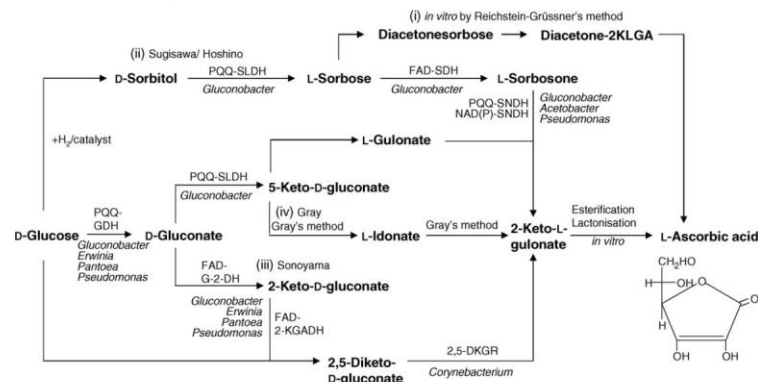 (i) in vitro by Reichstein-Grüssner's method
Diacetonesorbose
Diacetone-2KLGA
(ii) Sugisawa/ Hoshino
D-Sorbitol
PQQ-SLDH
Gluconobacter
L-Sorbose
FAD-SDH
Gluconobacter
L-Sorbosone
PQQ-SNDH
NAD(P)-SNDH
Gluconobacter
Acetobacter
Pseudomonas
+H₂/catalyst
L-Gulonate
PQQ-SLDH
Gluconobacter
5-Keto-D-gluconate
(iv) Gray
Gray's method
L-Idonate
Gray's method
2-Keto-L-
gulonate
Esterification
Lactonisation
in vitro
L-Ascorbic acid
D-Glucose
PQQ-
GDH
Gluconobacter
Erwinia
Pantoea
Pseudomonas
D-Gluconate
FAD-
G-2-DH
(iii) Sonoyama
2-Keto-D-gluconate
Gluconobacter
Erwinia
Pantoea
Pseudomonas
FAD-
2-KGADH
2,5-Diketo-
D-gluconate
2,5-DKGR
Corynebacterium
CH₂HO
H
OH
O
O
H
OH
OH